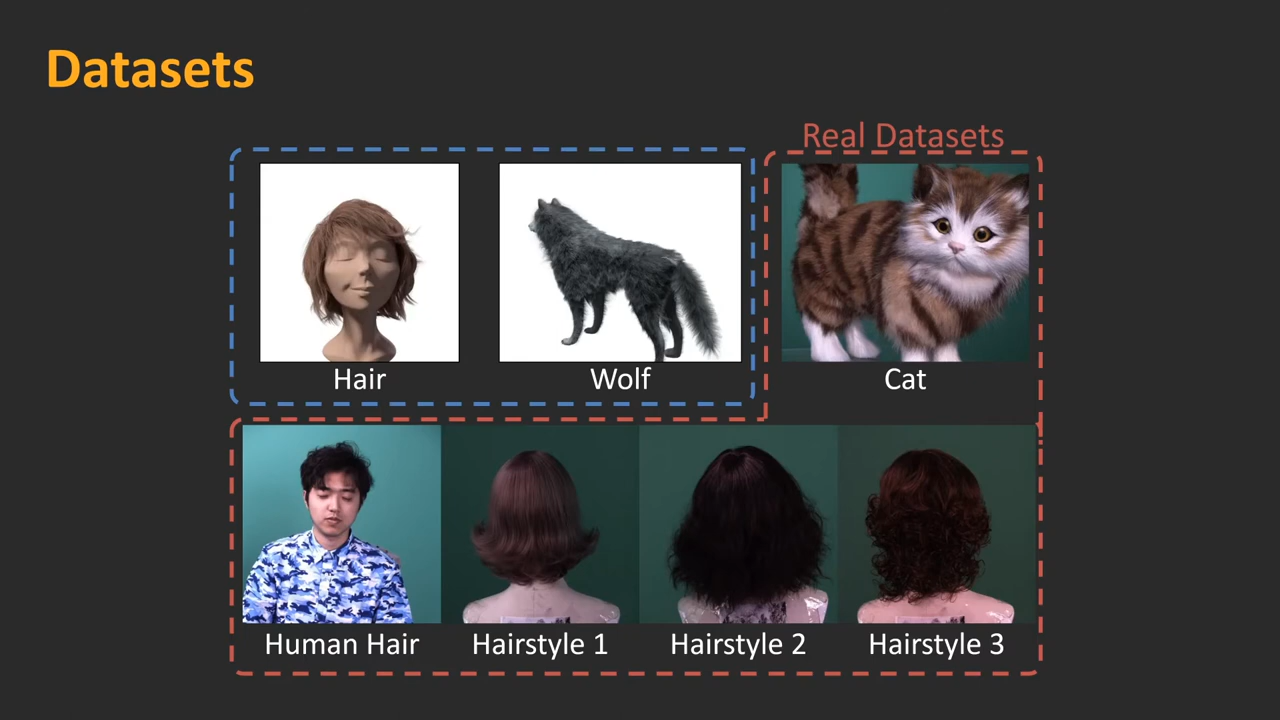 Datasets
Real Datasets
Hair
Wolf
Cat
Human Hair
Hairstyle 1
Hairstyle 2
Hairstyle 3